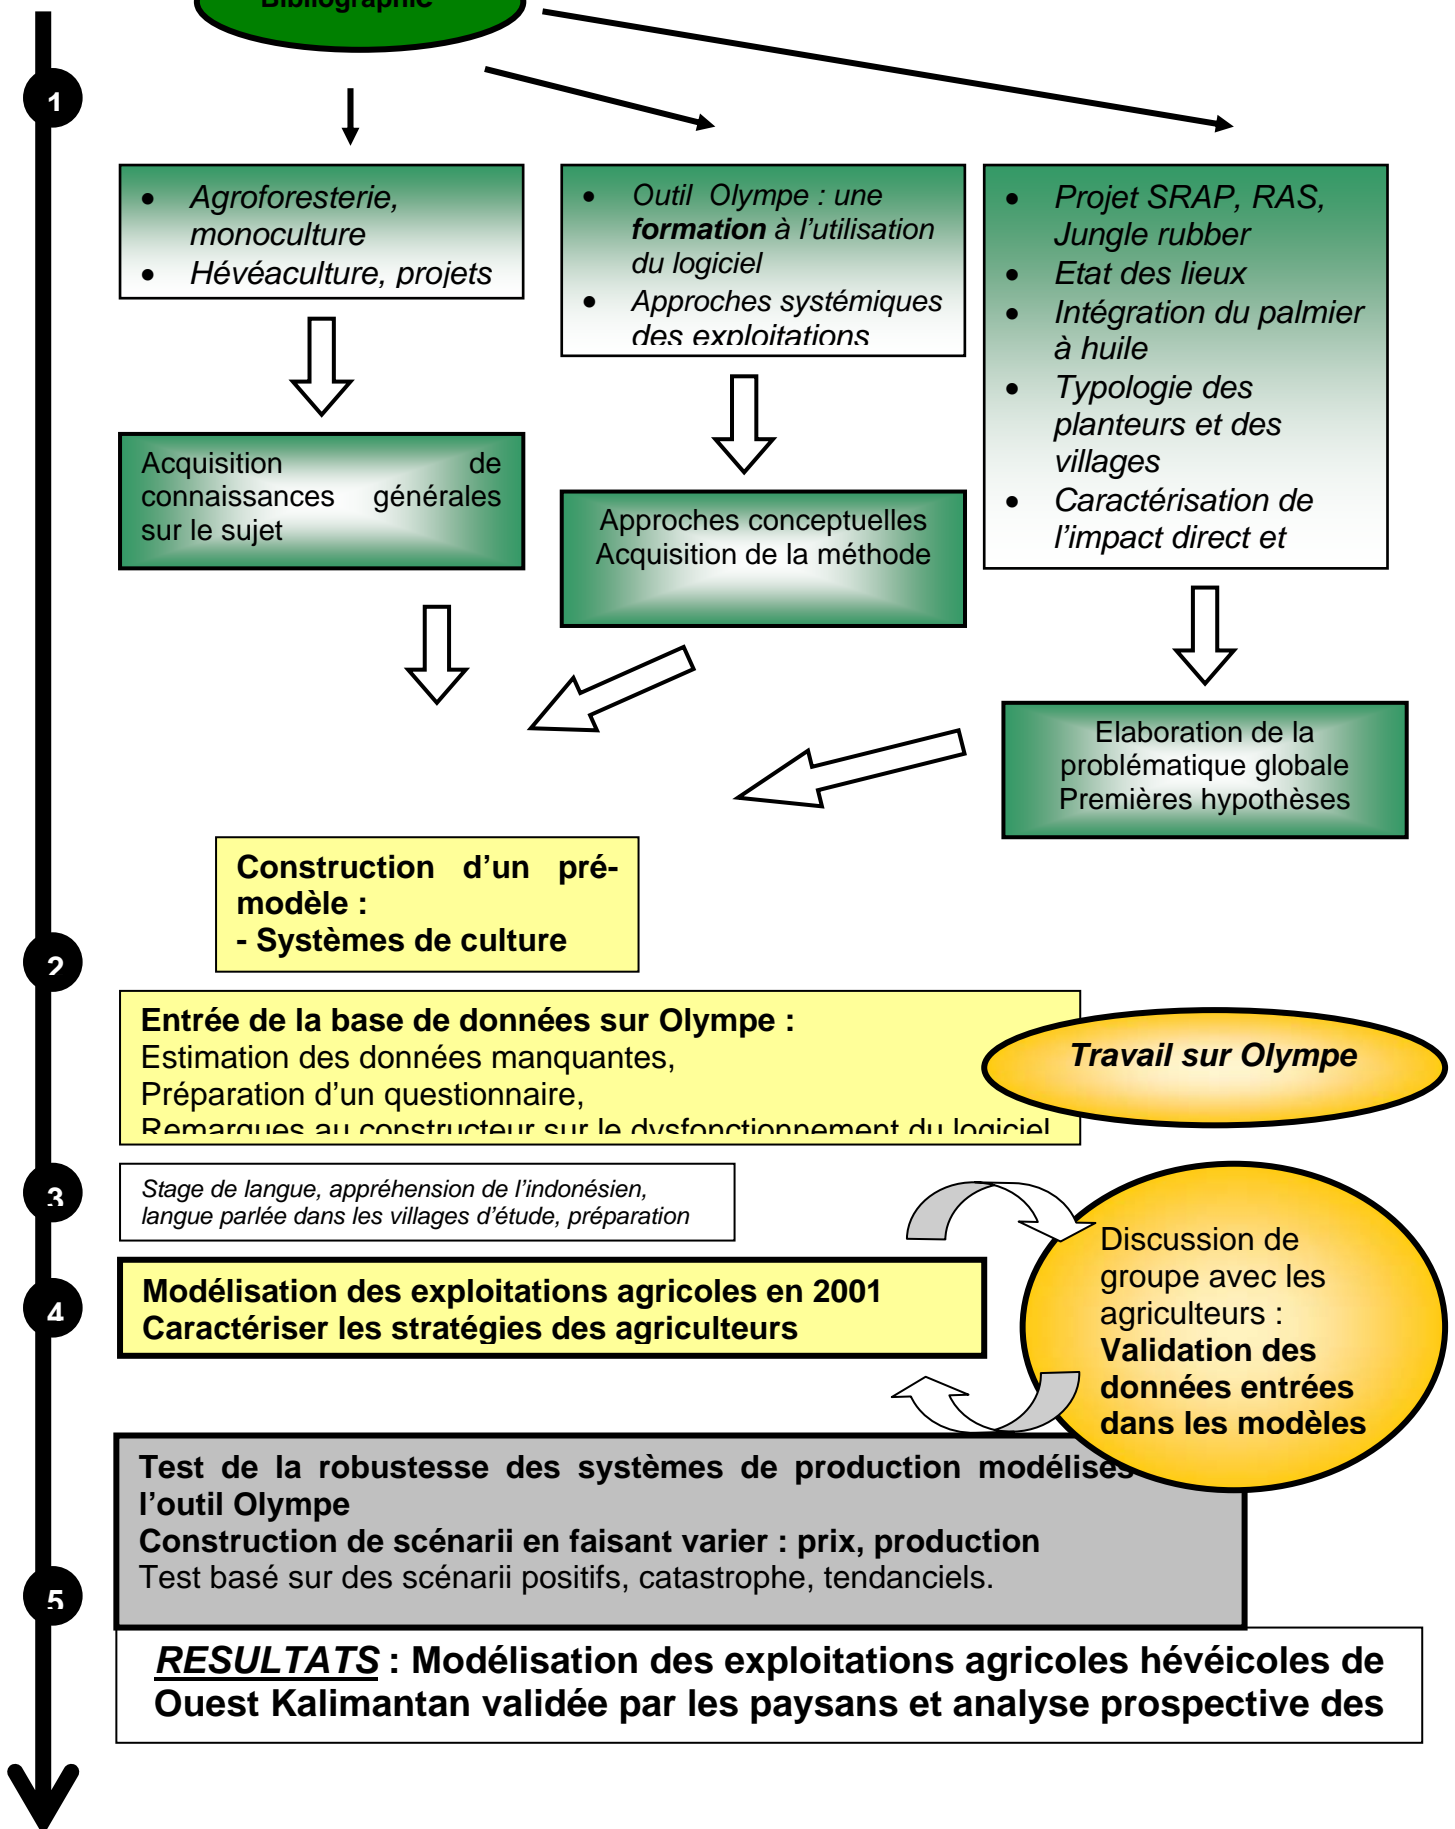 Bibliographie
1
• Agroforesterie,
monoculture
• Hévéaculture, projets
• Outil Olympe : une
formation à l’utilisation
du logiciel
• Approches systémiques
des exploitations
• Projet SRAP, RAS,
Jungle rubber
• Etat des lieux
• Intégration du palmier
à huile
• Typologie des
planteurs et des
villages
• Caractérisation de
l’impact direct et
Acquisition de
connaissances générales
sur le sujet
Approches conceptuelles
Acquisition de la méthode
Elaboration de la
problématique globale
Premières hypothèses
Construction d’un pré-
modèle :
- Systèmes de culture
2
Entrée de la base de données sur Olympe :
Estimation des données manquantes,
Préparation d’un questionnaire,
Remarques au constructeur sur le dysfonctionnement du logiciel
Travail sur Olympe
3
Stage de langue, appréhension de l’indonésien,
langue parlée dans les villages d’étude, préparation
4
Modélisation des exploitations agricoles en 2001
Caractériser les stratégies des agriculteurs
Discussion de
groupe avec les
agriculteurs :
Validation des
données entrées
dans les modèles
Test de la robustesse des systèmes de production modélisés
l’outil Olympe
Construction de scénarii en faisant varier : prix, production
Test basé sur des scénarii positifs, catastrophe, tendanciels.
5
RESULTATS : Modélisation des exploitations agricoles hévéicoles de
Ouest Kalimantan validée par les paysans et analyse prospective des